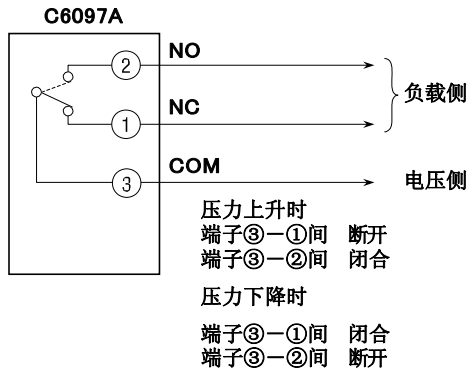 C6097A
② NO
① NC
负载侧
③ COM
电压侧
压力上升时
端子③－①间 断开
端子③－②间 闭合
压力下降时
端子③－①间 闭合
端子③－②间 断开